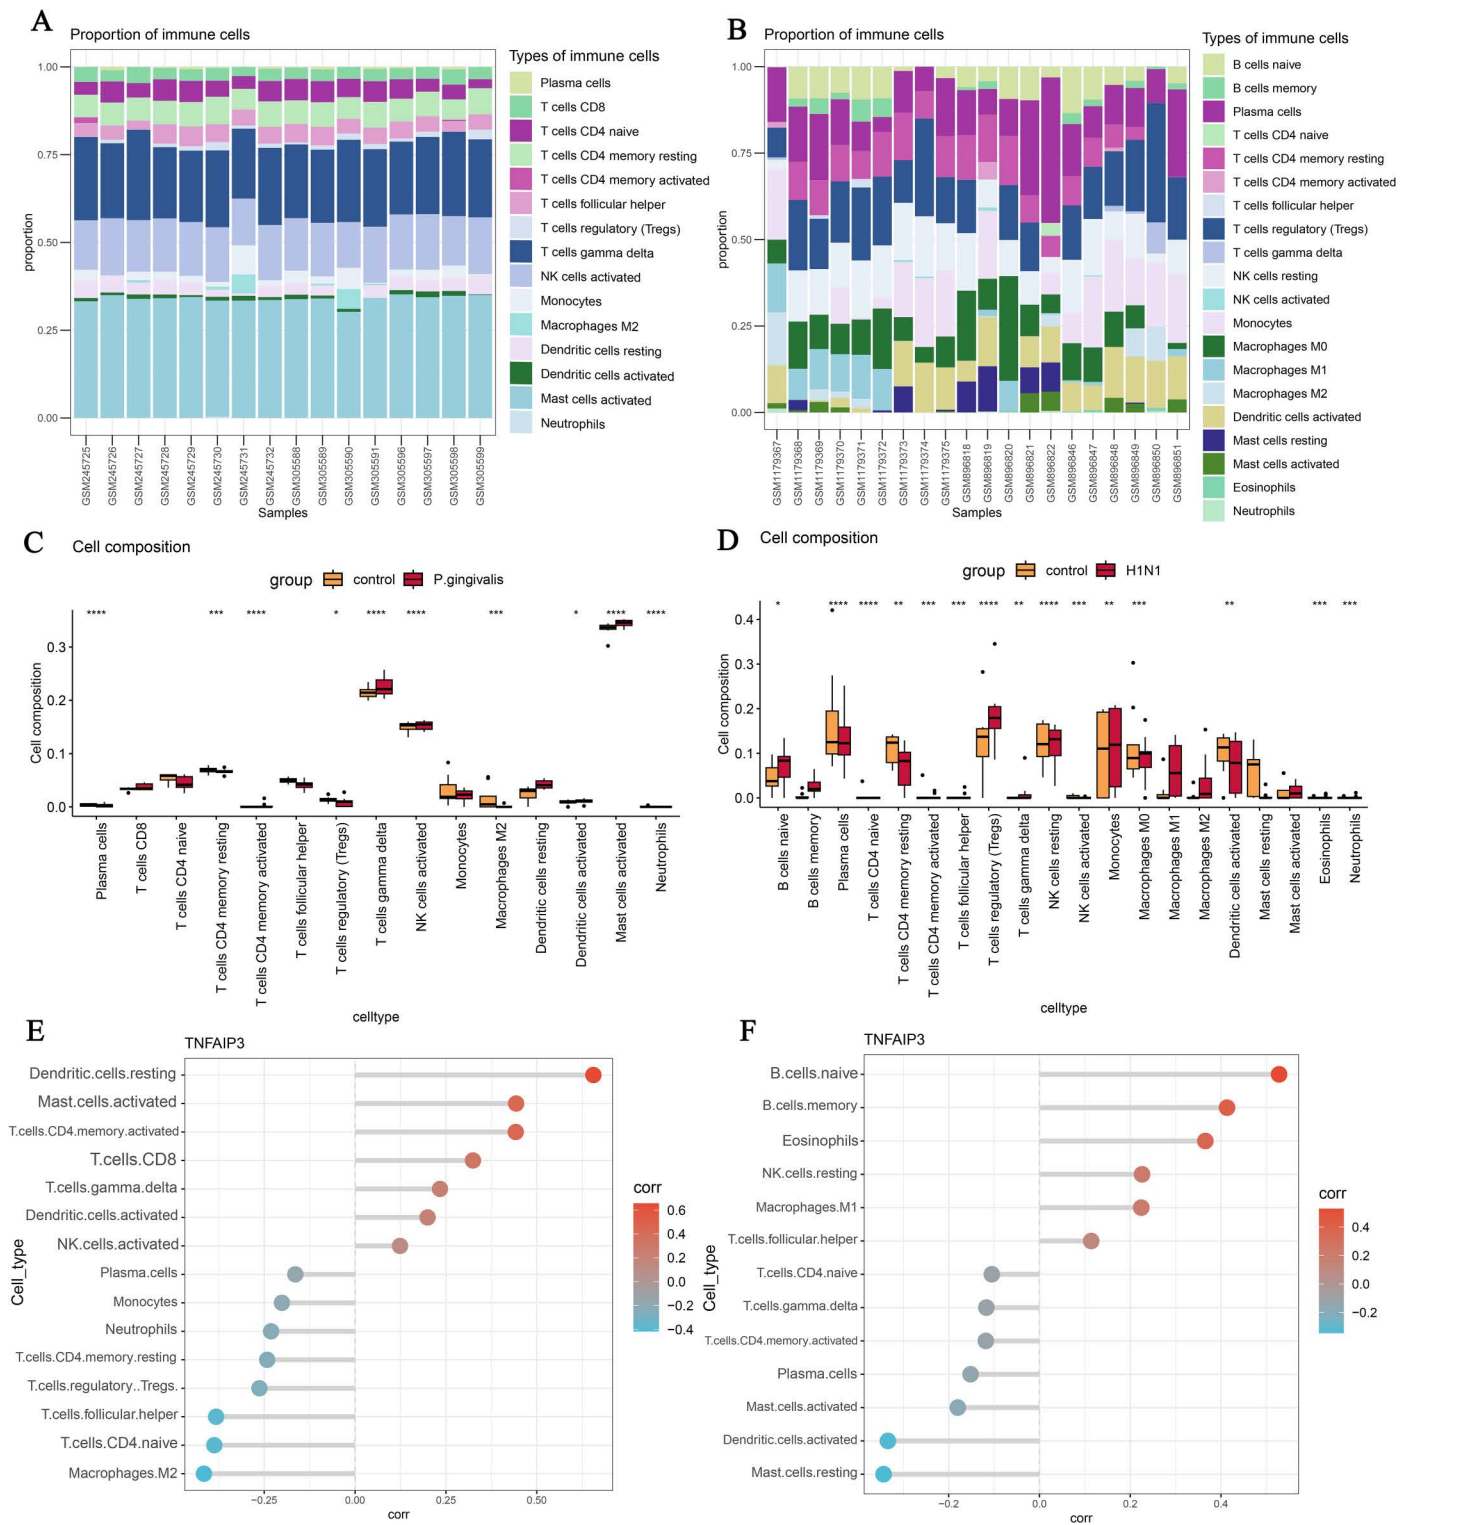 A
Proportion of immune cells
1.00
0.75
0.50
0.25
0.00
proportion
GSM245725
GSM245726
GSM245727
GSM245728
GSM245729
GSM245730
GSM245731
GSM245732
GSM305588
GSM305589
GSM305590
GSM305591
GSM305596
GSM305597
GSM305598
GSM305599
Samples
Types of immune cells
Plasma cells
T cells CD8
T cells CD4 naive
T cells CD4 memory resting
T cells CD4 memory activated
T cells follicular helper
T cells regulatory (Tregs)
T cells gamma delta
NK cells activated
Monocytes
Macrophages M2
Dendritic cells resting
Dendritic cells activated
Mast cells activated
Neutrophils
B
Proportion of immune cells
1.00
0.75
0.50
0.25
0.00
proportion
GSM1179367
GSM1179368
GSM1179369
GSM1179370
GSM1179371
GSM1179372
GSM1179373
GSM1179374
GSM1179375
GSM896818
GSM896819
GSM896820
GSM896821
GSM896822
GSM896846
GSM896847
GSM896848
GSM896849
GSM896850
GSM896851
Samples
Types of immune cells
B cells naive
B cells memory
Plasma cells
T cells CD4 naive
T cells CD4 memory resting
T cells CD4 memory activated
T cells follicular helper
T cells regulatory (Tregs)
T cells gamma delta
NK cells resting
NK cells activated
Monocytes
Macrophages M0
Macrophages M1
Macrophages M2
Dendritic cells activated
Mast cells resting
Mast cells activated
Eosinophils
Neutrophils
C
Cell composition
group control P.gingivalis
**** *** **** * **** **** *** * **** ****
0.3
0.2
0.1
0.0
Cell composition
Plasma cells
T cells CD8
T cells CD4 naive
T cells CD4 memory resting
T cells CD4 memory activated
T cells follicular helper
T cells regulatory (Tregs)
T cells gamma delta
NK cells activated
Monocytes
Macrophages M2
Dendritic cells resting
Dendritic cells activated
Mast cells activated
Neutrophils
celltype
D
Cell composition
group control H1N1
* **** **** ** *** *** **** ** **** *** ** *** ** *** ***
0.4
0.3
0.2
0.1
0.0
Cell composition
B cells naive
B cells memory
Plasma cells
T cells CD4 naive
T cells CD4 memory resting
T cells CD4 memory activated
T cells follicular helper
T cells regulatory (Tregs)
T cells gamma delta
NK cells resting
NK cells activated
Monocytes
Macrophages M0
Macrophages M1
Macrophages M2
Dendritic cells activated
Mast cells resting
Mast cells activated
Eosinophils
Neutrophils
celltype
E
TNFAIP3
Dendritic.cells.resting
Mast.cells.activated
T.cells.CD4.memory.activated
T.cells.CD8
T.cells.gamma.delta
Dendritic.cells.activated
NK.cells.activated
Plasma.cells
Monocytes
Neutrophils
T.cells.CD4.memory.resting
T.cells.regulatory..Tregs.
T.cells.follicular.helper
T.cells.CD4.naive
Macrophages.M2
Cell_type
−0.25 0.00 0.25 0.50
corr
corr
0.6
0.4
0.2
0.0
−0.2
−0.4
F
TNFAIP3
B.cells.naive
B.cells.memory
Eosinophils
NK.cells.resting
Macrophages.M1
T.cells.follicular.helper
T.cells.CD4.naive
T.cells.gamma.delta
T.cells.CD4.memory.activated
Plasma.cells
Mast.cells.activated
Dendritic.cells.activated
Mast.cells.resting
Cell_type
−0.2 0.0 0.2 0.4
corr
corr
0.4
0.2
0.0
−0.2